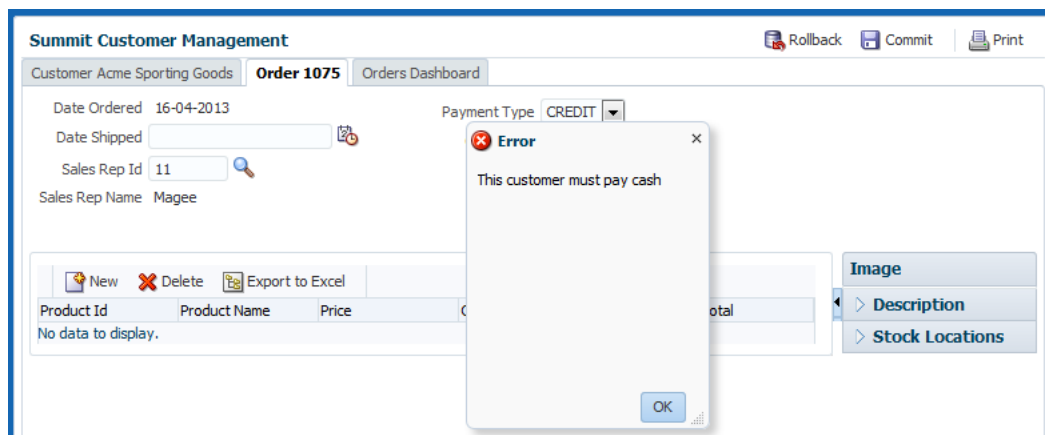 Summit Customer Management
Rollback Commit Print
Customer Acme Sporting Goods Order 1075 Orders Dashboard
Date Ordered 16-04-2013
Payment Type CREDIT
Date Shipped
Error
Sales Rep Id 11
This customer must pay cash
Sales Rep Name Magee
New Delete Export to Excel
Image
Product Id Product Name Price
Description
No data to display.
Stock Locations
OK